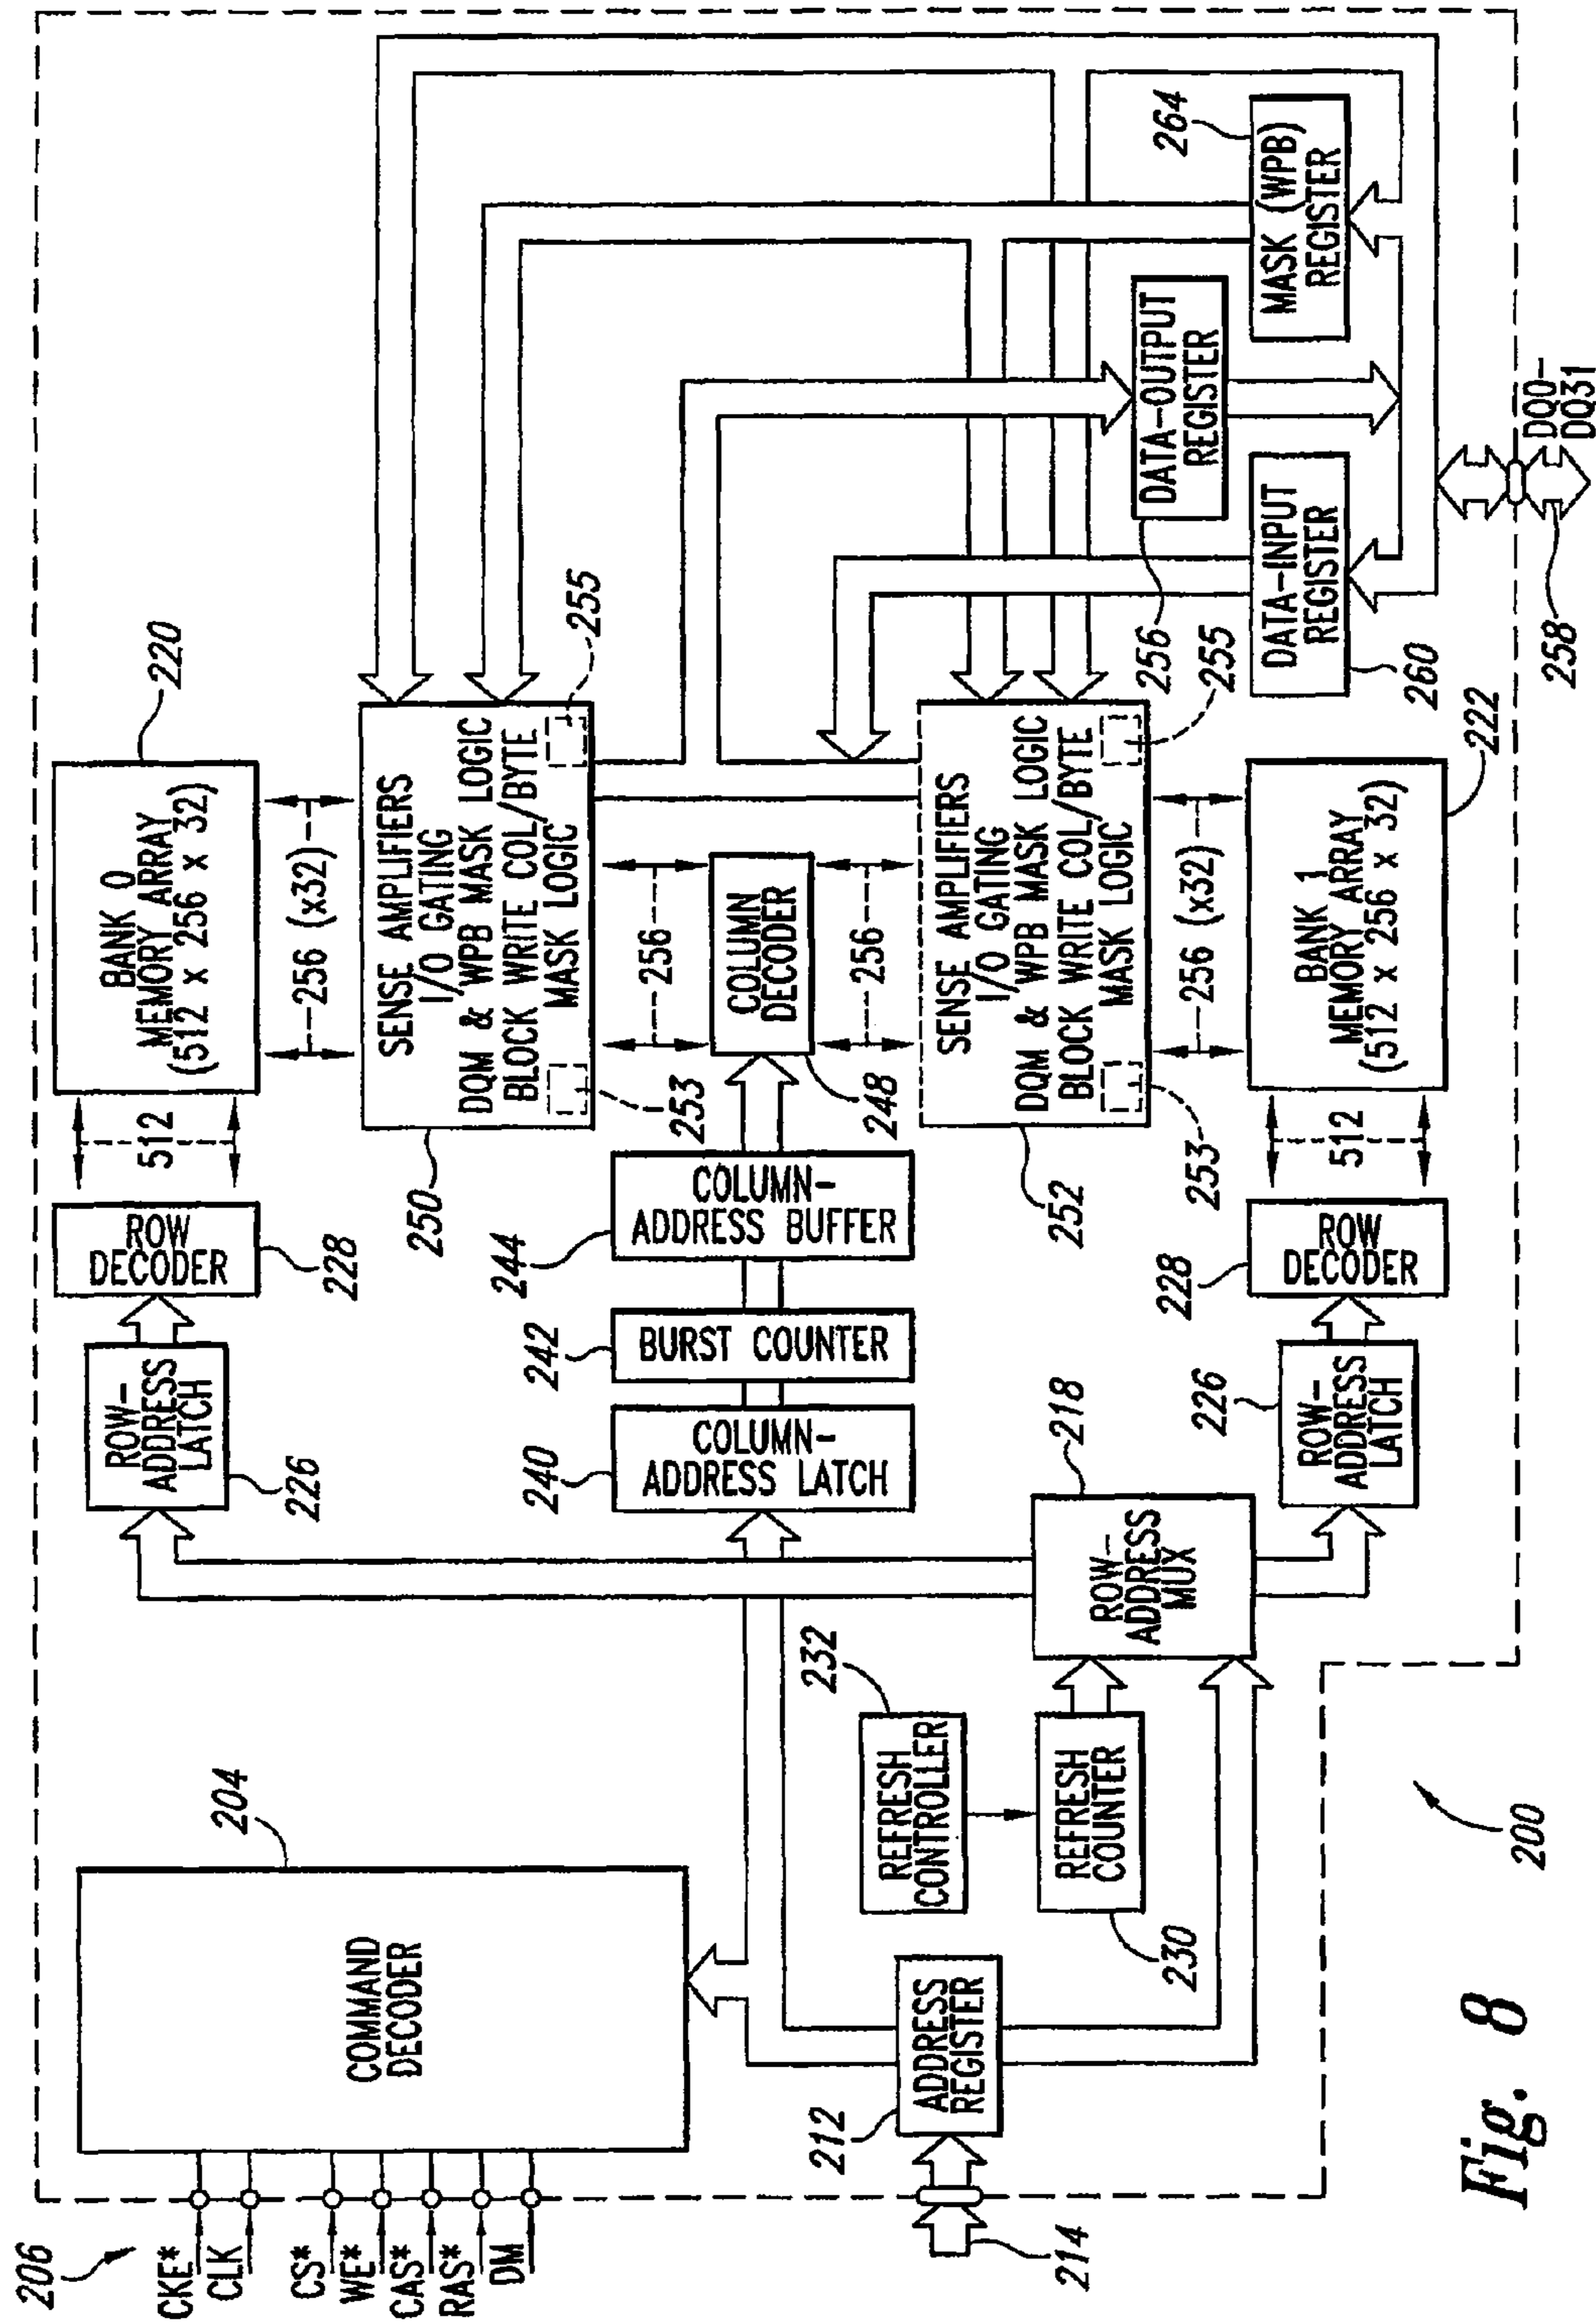 206
CKE*
CLK
CS*
WE*
CAS*
RAS*
DM
COMMAND
DECODER
204
214
212
ADDRESS
REGISTER
REFRESH
CONTROLLER
232
REFRESH
COUNTER
230
ROW-
ADDRESS
MUX
218
ROW-
ADDRESS
LATCH
226
ROW
DECODER
228
512
BANK 0
MEMORY ARRAY
(512 x 256 x 32)
220
256 (x32)
SENSE AMPLIFIERS
I/O GATING
DQM & WPB MASK LOGIC
BLOCK WRITE COL/BYTE
MASK LOGIC
250
253
255
256
240
COLUMN-
ADDRESS LATCH
242
BURST COUNTER
244
COLUMN-
ADDRESS BUFFER
COLUMN
DECODER
248
256
SENSE AMPLIFIERS
I/O GATING
DQM & WPB MASK LOGIC
BLOCK WRITE COL/BYTE
MASK LOGIC
252
253
255
256 (x32)
226
ROW-
ADDRESS
LATCH
228
ROW
DECODER
512
BANK 1
MEMORY ARRAY
(512 x 256 x 32)
222
DATA-OUTPUT
REGISTER
256
DATA-INPUT
REGISTER
260
MASK (WPB)
REGISTER
264
258
DQ0-
DQ31
200
Fig. 8